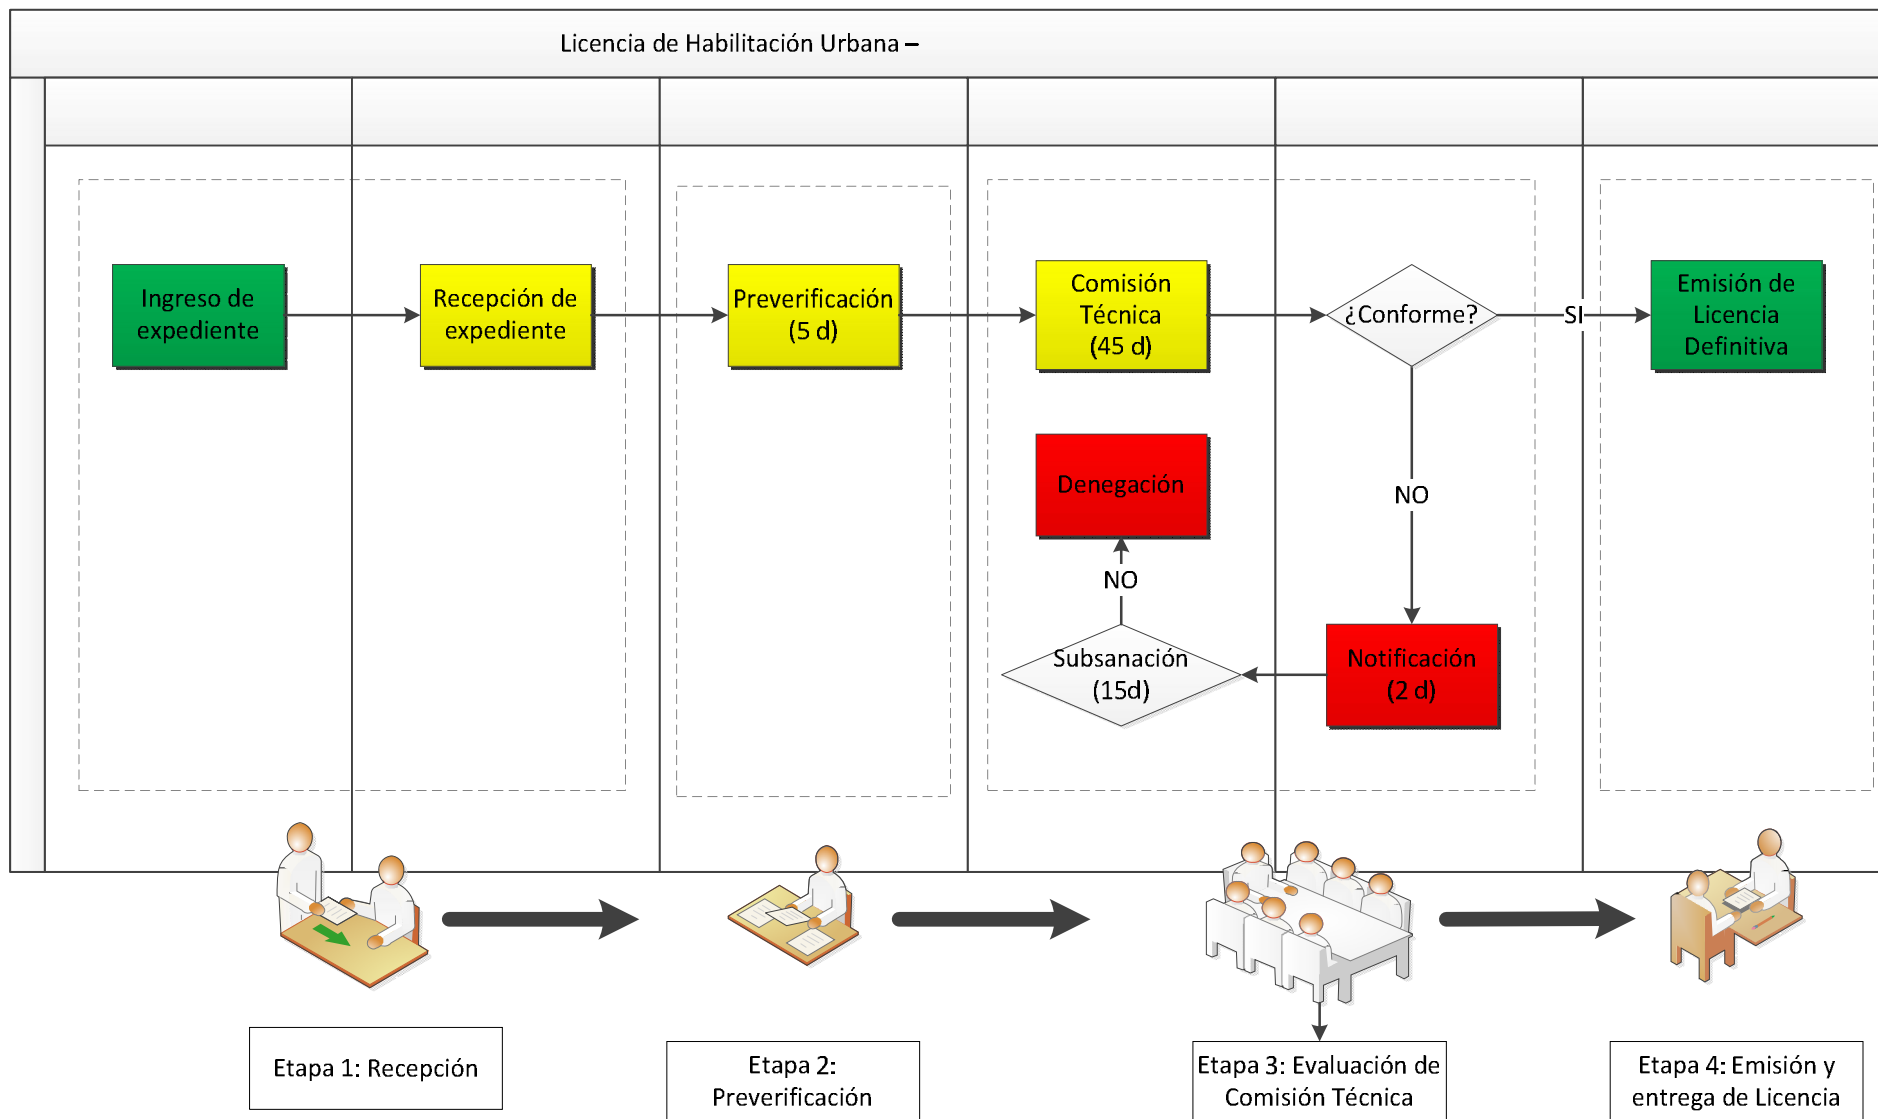 Licencia de Habilitación Urbana –
Ingreso de
expediente
Recepción de
expediente
Preverificación
(5 d)
Comisión
Técnica
(45 d)
¿Conforme?
SI
Emisión de
Licencia
Definitiva
Denegación
NO
NO
Subsanación
(15d)
Notificación
(2 d)
Etapa 1: Recepción
Etapa 2:
Preverificación
Etapa 3: Evaluación de
Comisión Técnica
Etapa 4: Emisión y
entrega de Licencia